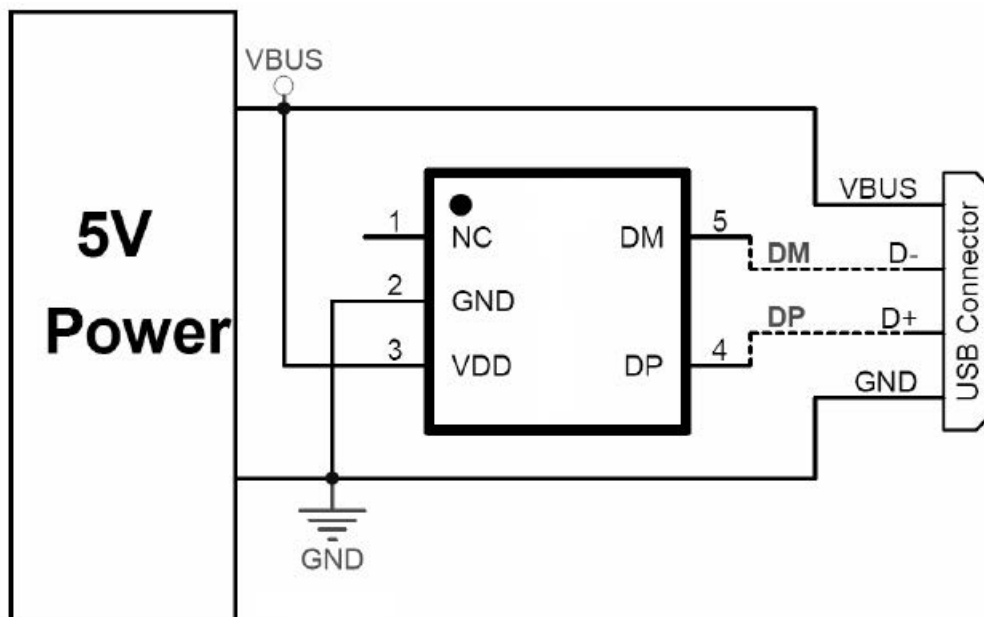 VBUS
5V
Power
1
NC
2
GND
3
VDD
DM
5
DP
4
DM
DP
VBUS
D-
D+
GND
USB Connector
GND